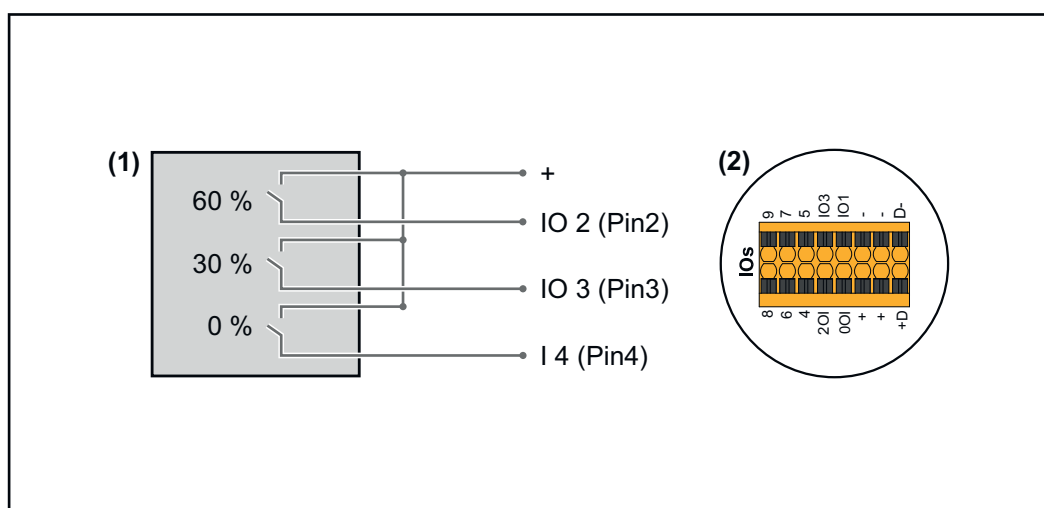 (1)
60 %
30 %
0 %
+
IO 2 (Pin2)
IO 3 (Pin3)
I 4 (Pin4)
(2)
IOs
9 7 5 IO3 IO1 - - D-
8 6 4 IO2 IO0 + + D+